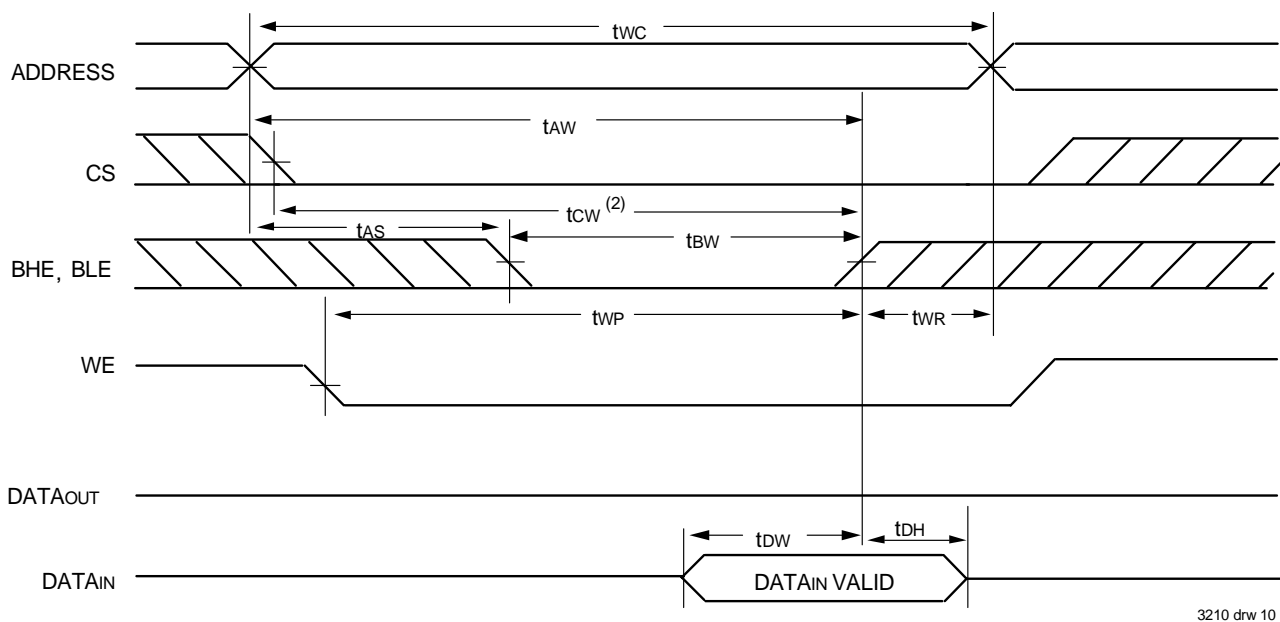 tWC
ADDRESS
tAW
CS
tCW (2)
tAS
tBW
BHE, BLE
tWP
tWR
WE
DATAOUT
tDW
tDH
DATAIN
DATAIN VALID
3210 drw 10